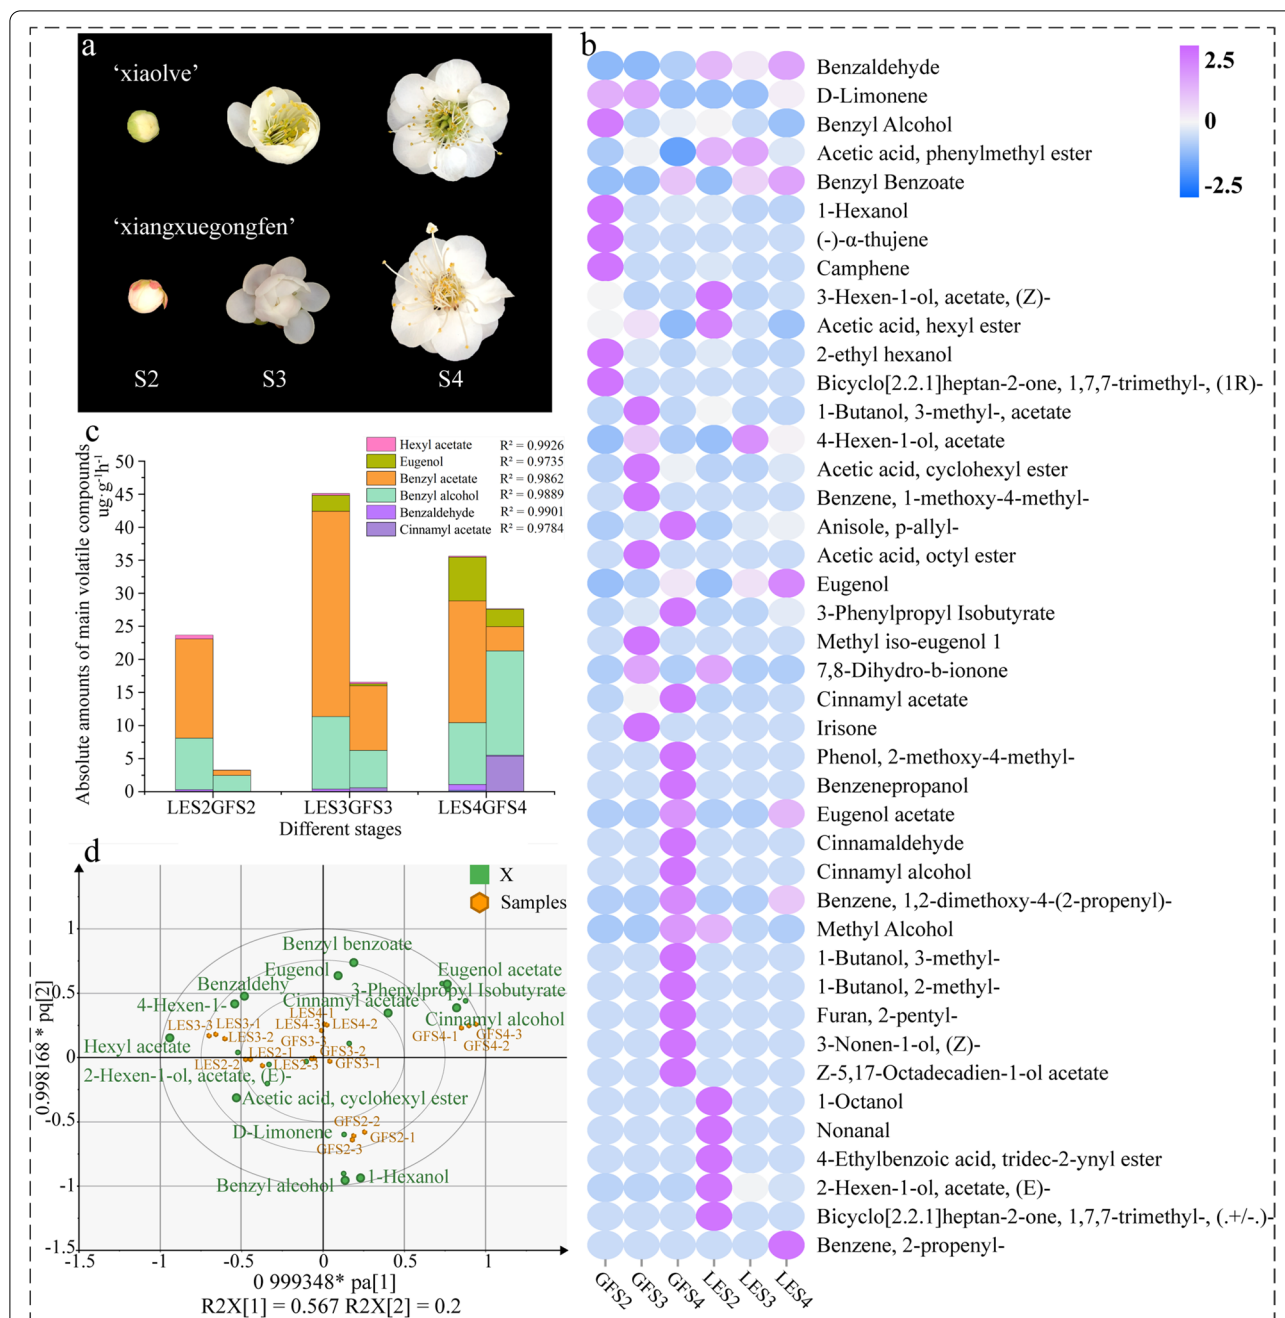 a
'xiaolve'
'xiangxuegongfen'
S2
S3
S4
b
Benzaldehyde
D-Limonene
Benzyl Alcohol
Acetic acid, phenylmethyl ester
Benzyl Benzoate
1-Hexanol
(-)-α-thujene
Camphene
3-Hexen-1-ol, acetate, (Z)-
Acetic acid, hexyl ester
2-ethyl hexanol
Bicyclo[2.2.1]heptan-2-one, 1,7,7-trimethyl-, (1R)-
1-Butanol, 3-methyl-, acetate
4-Hexen-1-ol, acetate
Acetic acid, cyclohexyl ester
Benzene, 1-methoxy-4-methyl-
Anisole, p-allyl-
Acetic acid, octyl ester
Eugenol
3-Phenylpropyl Isobutyrate
Methyl iso-eugenol 1
7,8-Dihydro-b-ionone
Cinnamyl acetate
Irisone
Phenol, 2-methoxy-4-methyl-
Benzenepropanol
Eugenol acetate
Cinnamaldehyde
Cinnamyl alcohol
Benzene, 1,2-dimethoxy-4-(2-propenyl)-
Methyl Alcohol
1-Butanol, 3-methyl-
1-Butanol, 2-methyl-
Furan, 2-pentyl-
3-Nonen-1-ol, (Z)-
Z-5,17-Octadecadien-1-ol acetate
1-Octanol
Nonanal
4-Ethylbenzoic acid, tridec-2-ynyl ester
2-Hexen-1-ol, acetate, (E)-
Bicyclo[2.2.1]heptan-2-one, 1,7,7-trimethyl-, (.+/-.)-
Benzene, 2-propenyl-
GFS2
GFS3
GFS4
LES2
LES3
LES4
2.5
0
-2.5
c
Absolute amounts of main volatile compounds
ug·g⁻¹h⁻¹
50
45
40
35
30
25
20
15
10
5
0
Hexyl acetate R² = 0.9926
Eugenol R² = 0.9735
Benzyl acetate R² = 0.9862
Benzyl alcohol R² = 0.9889
Benzaldehyde R² = 0.9901
Cinnamyl acetate R² = 0.9784
LES2GFS2
LES3GFS3
LES4GFS4
Different stages
d
X
Samples
0.998168 * pq[2]
1
0.5
0
-0.5
-1
-1.5
Benzyl benzoate
Eugenol
Eugenol acetate
Benzaldehy
3-Phenylpropyl Isobutyrate
4-Hexen-1-
Cinnamyl acetate
LES4-1
Cinnamyl alcohol
LES3-3
LES3-1
LES4-3
LES4-2
LES3-2
GFS4-1
GFS4-3
GFS4-2
Hexyl acetate
GFS3-3
GFS3-2
LES2-2
LES2-1
LES2-3
GFS3-1
2-Hexen-1-ol, acetate, (E)-
Acetic acid, cyclohexyl ester
GFS2-2
D-Limonene
GFS2-1
GFS2-3
Benzyl alcohol
1-Hexanol
-1.5
-1
-0.5
0
0.5
1
0 999348* pa[1]
R2X[1] = 0.567 R2X[2] = 0.2